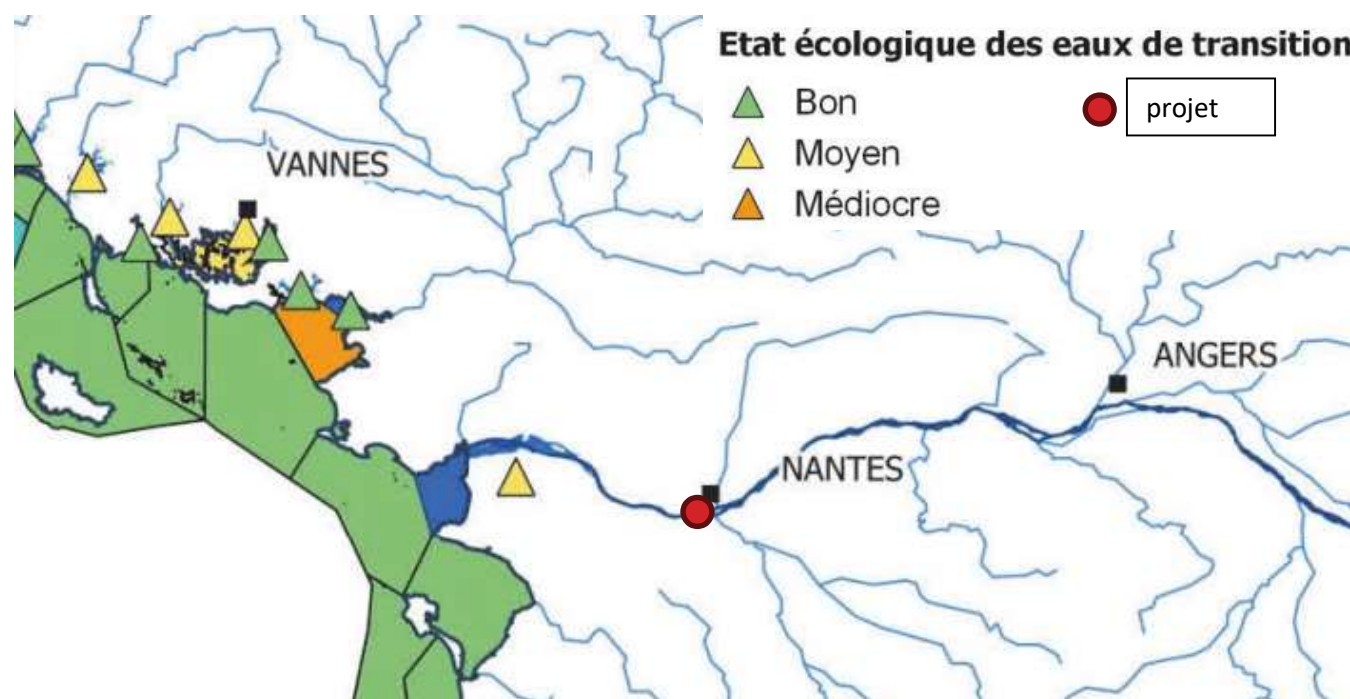 Etat écologique des eaux de transition
Bon
projet
Moyen
Médiocre
VANNES
ANGERS
NANTES